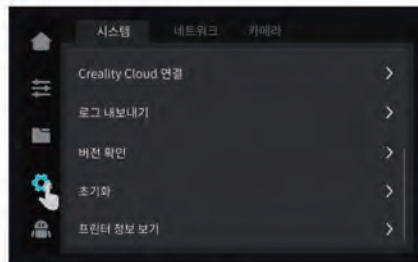 시스템 네트워크 카메라
Creality Cloud 연결
로그 내보내기
버전 확인
초기화
프린터 정보 보기